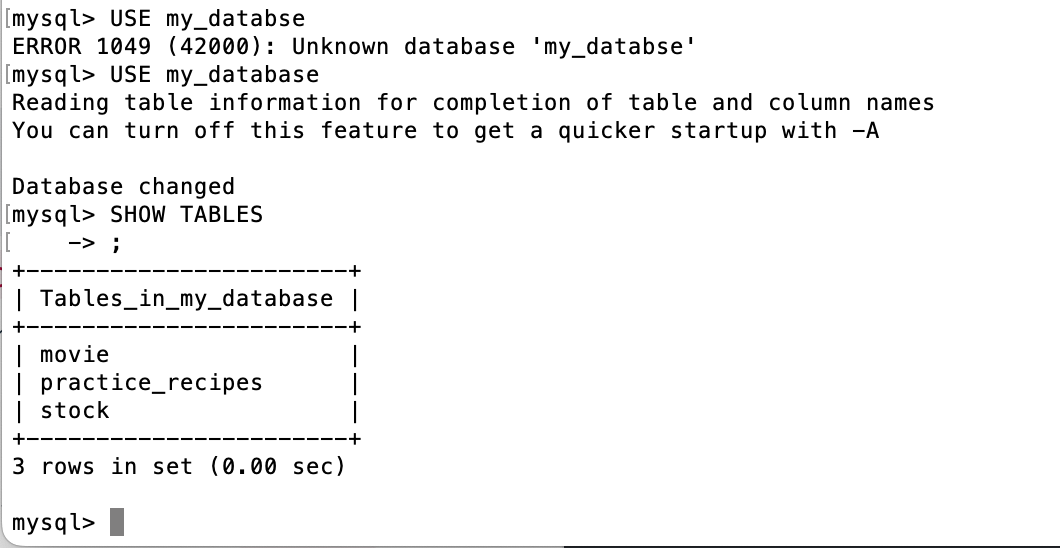 [mysql> USE my_databse
ERROR 1049 (42000): Unknown database 'my_databse'
[mysql> USE my_database
Reading table information for completion of table and column names
You can turn off this feature to get a quicker startup with -A
Database changed
[mysql> SHOW TABLES
[    -> ;
+-----------------------+
| Tables_in_my_database |
+-----------------------+
| movie                 |
| practice_recipes      |
| stock                 |
+-----------------------+
3 rows in set (0.00 sec)
mysql>